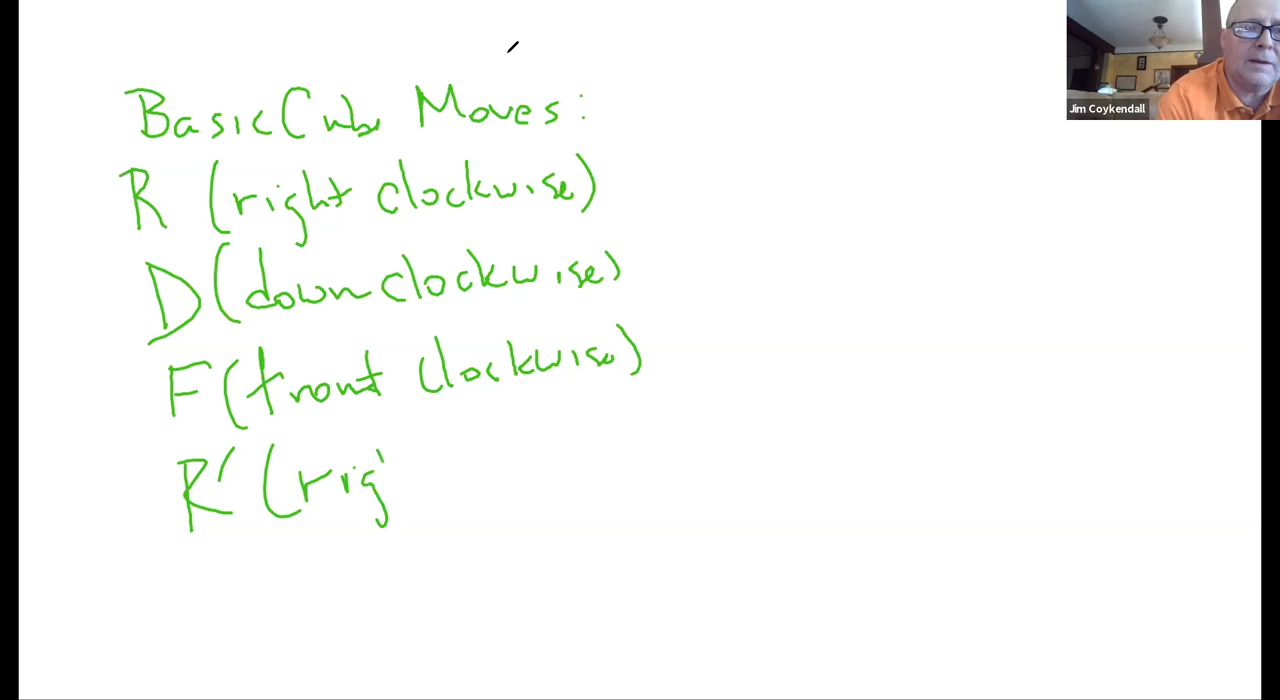 Basic Cube Moves:
R (right clockwise)
D (down clockwise)
F (front clockwise)
R' (rig
Jim Coykendall